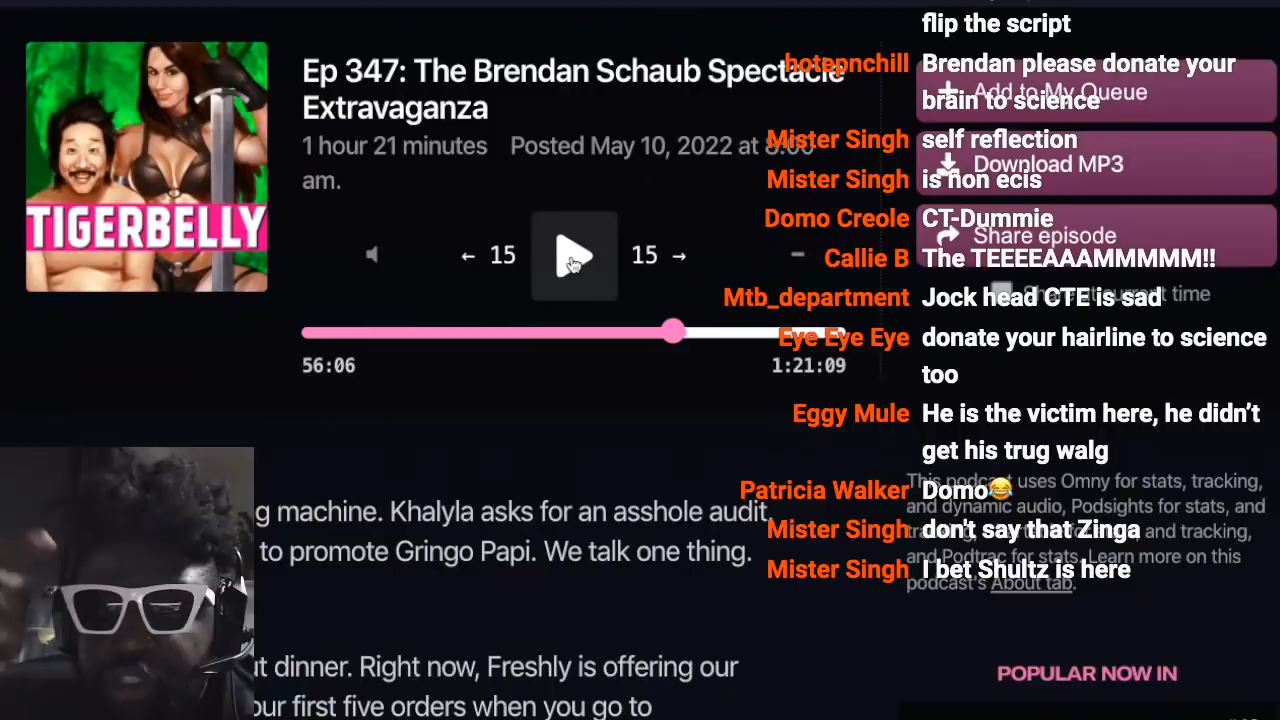 TIGERBELLY
Ep 347: The Brendan Schaub Spectacle
Extravaganza
1 hour 21 minutes Posted May 10, 2022 at 8:00
am.
← 15 15 →
56:06 1:21:09
g machine. Khalyla asks for an asshole audit.
to promote Gringo Papi. We talk one thing.
t dinner. Right now, Freshly is offering our
our first five orders when you go to
flip the script
hotepnchill Brendan please donate your
brain to science
Mister Singh self reflection
Mister Singh is non ecis
Domo Creole CT-Dummie
Callie B The TEEEEAAAMMMMM!!
Mtb_department Jock head CTE is sad
Eye Eye Eye donate your hairline to science
too
Eggy Mule He is the victim here, he didn’t
get his trug walg
Patricia Walker Domo😂
Mister Singh don't say that Zinga
Mister Singh I bet Shultz is here
Add to My Queue
Download MP3
Share episode
Share at current time
This podcast uses Omny for stats, tracking,
and dynamic audio, Podsights for stats, and
and tracking,
and Podtrac for stats. Learn more on this
podcast's About tab.
POPULAR NOW IN